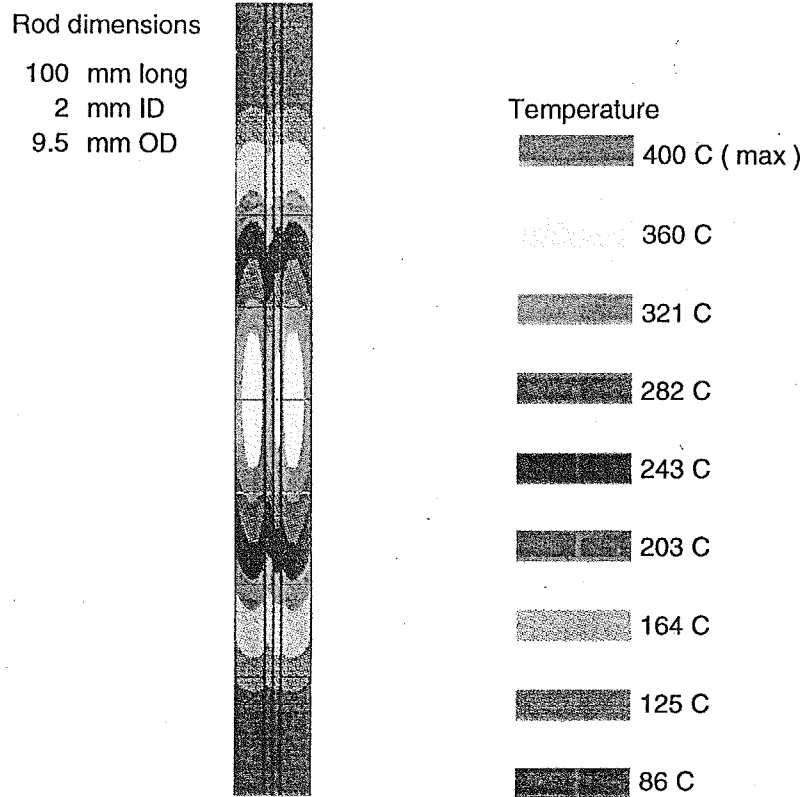 Rod dimensions
100 mm long
2 mm ID
9.5 mm OD
Temperature
400 C ( max )
360 C
321 C
282 C
243 C
203 C
164 C
125 C
86 C